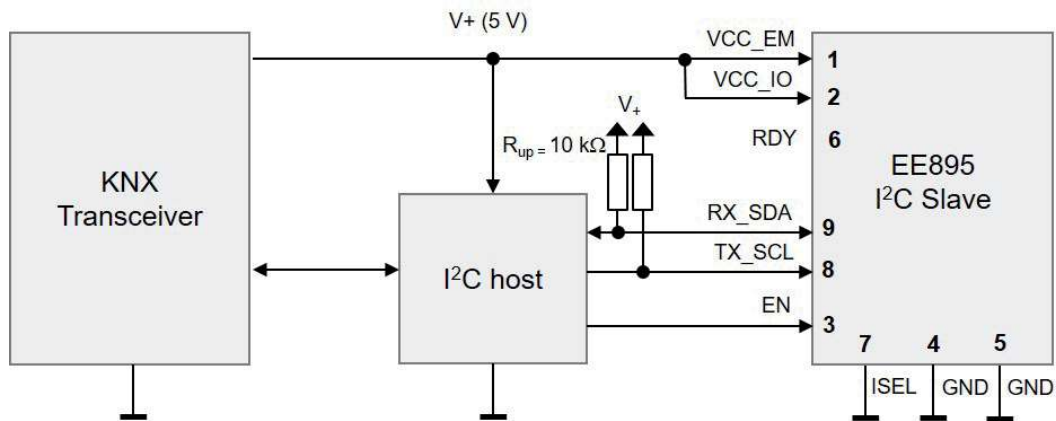 V+ (5 V)
VCC_EM
1
VCC_IO
2
V₊
RDY
6
R_up = 10 kΩ
KNX
Transceiver
EE895
I²C Slave
RX_SDA
9
TX_SCL
8
I²C host
EN
3
7
4
5
ISEL
GND
GND